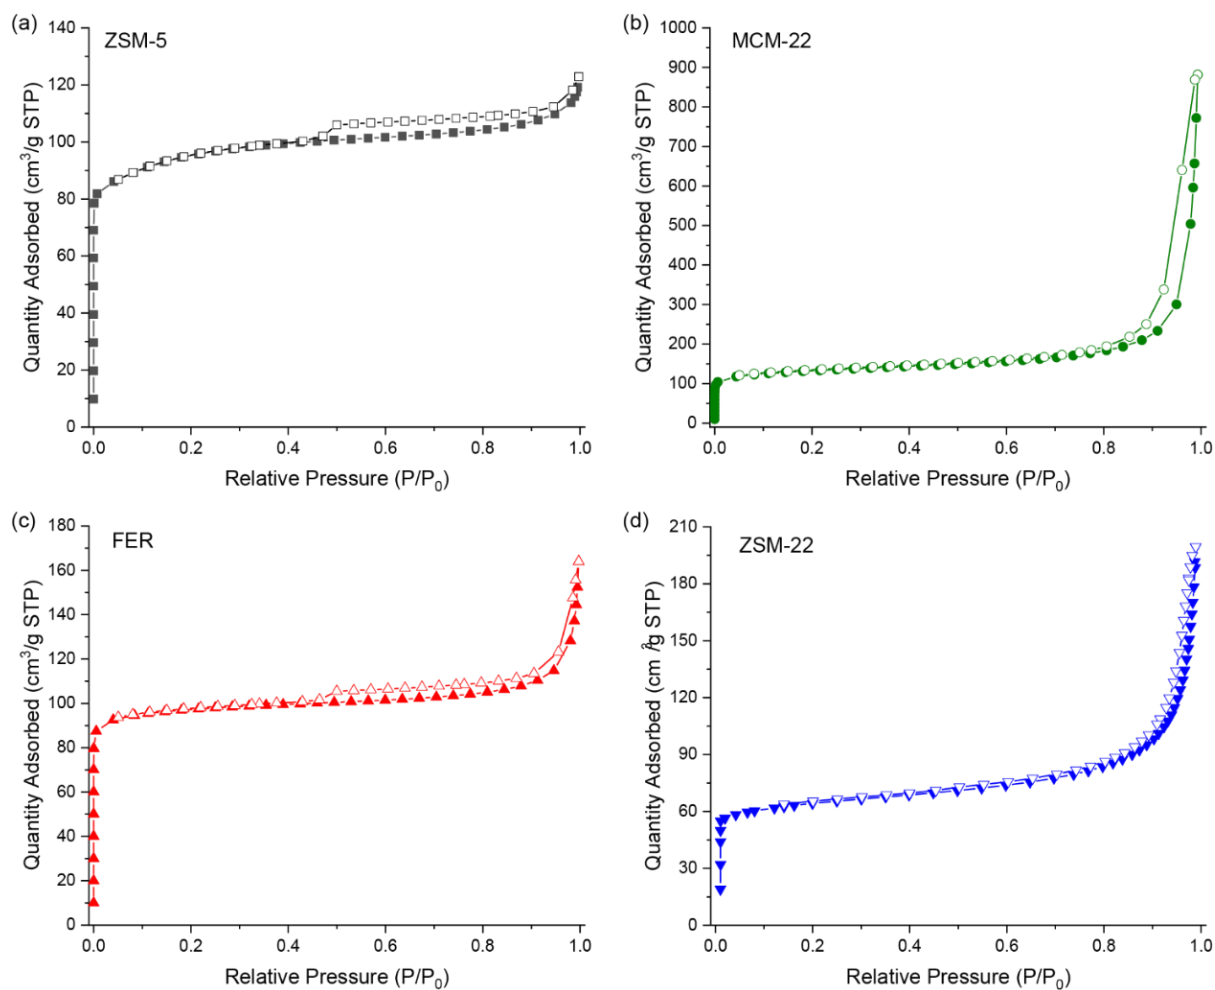 (a)
ZSM-5
Quantity Adsorbed (cm³/g STP)
140
120
100
80
60
40
20
0
0.0 0.2 0.4 0.6 0.8 1.0
Relative Pressure (P/P₀)
(b)
MCM-22
Quantity Adsorbed (cm³/g STP)
1000
900
800
700
600
500
400
300
200
100
0
0.0 0.2 0.4 0.6 0.8 1.0
Relative Pressure (P/P₀)
(c)
FER
Quantity Adsorbed (cm³/g STP)
180
160
140
120
100
80
60
40
20
0
0.0 0.2 0.4 0.6 0.8 1.0
Relative Pressure (P/P₀)
(d)
ZSM-22
Quantity Adsorbed (cm³/g STP)
210
180
150
120
90
60
30
0
0.0 0.2 0.4 0.6 0.8 1.0
Relative Pressure (P/P₀)